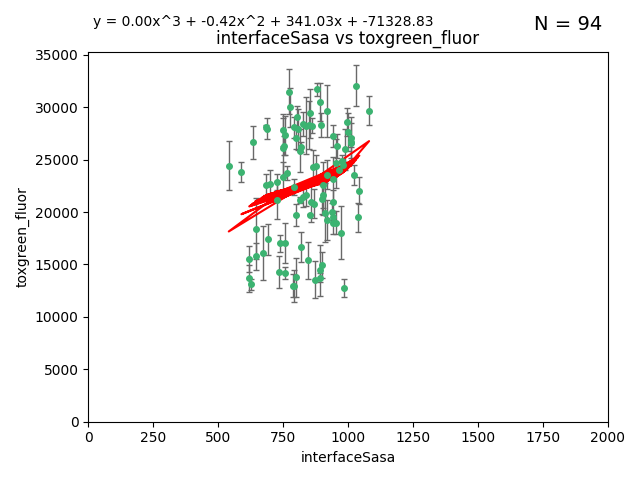 y = 0.00x^3 + -0.42x^2 + 341.03x + -71328.83
N = 94
interfaceSasa vs toxgreen_fluor
35000
30000
25000
20000
15000
10000
5000
0
toxgreen_fluor
0 250 500 750 1000 1250 1500 1750 2000
interfaceSasa